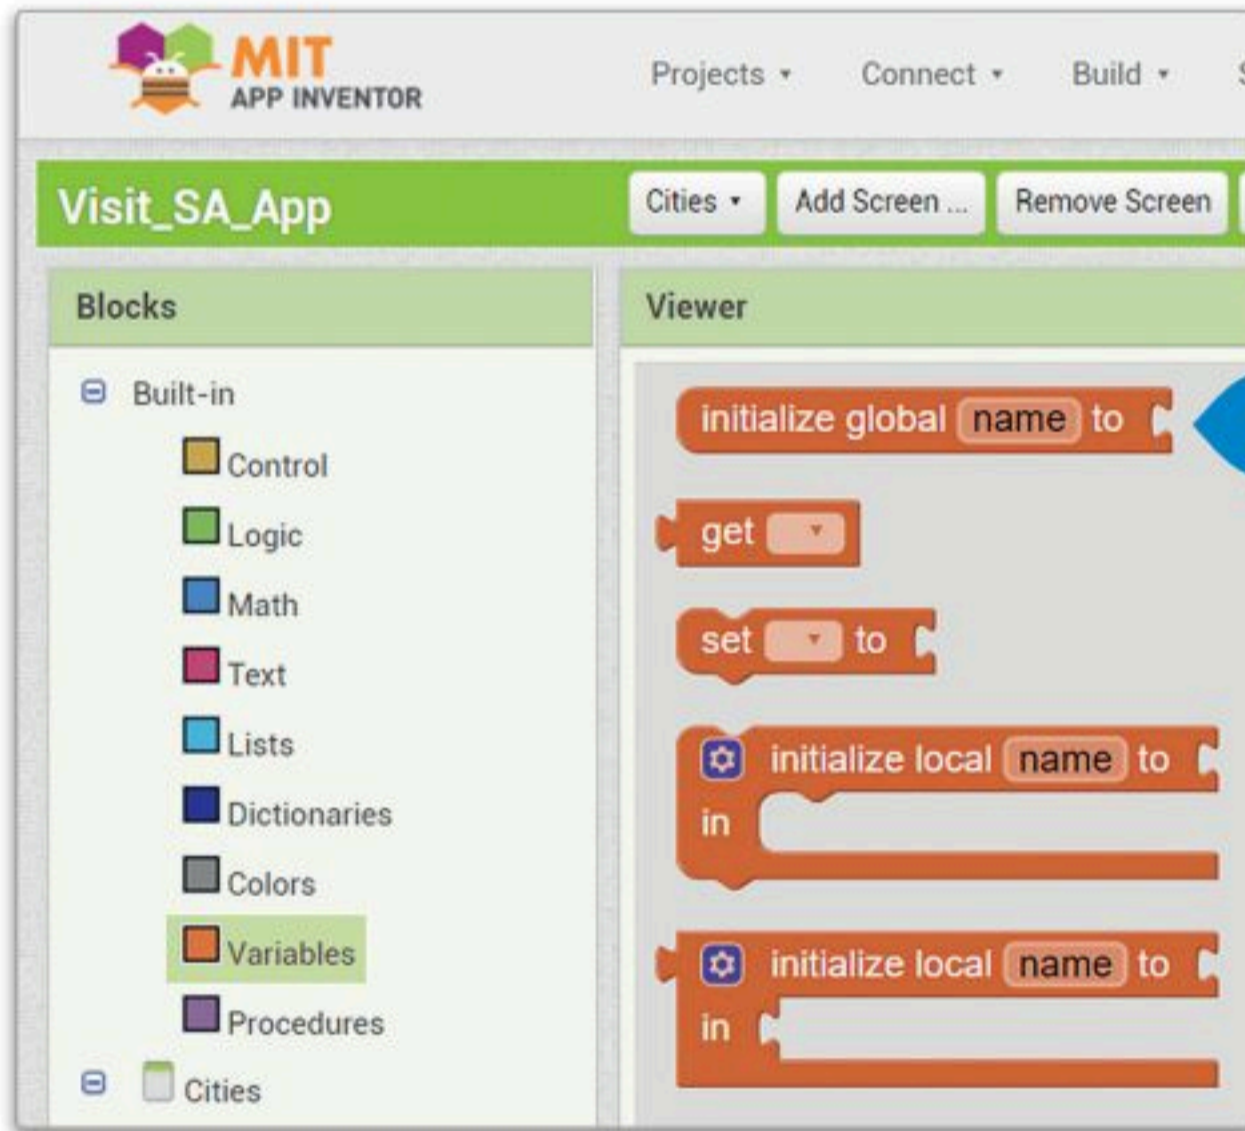 MIT
APP INVENTOR
Projects Connect Build
Visit_SA_App
Cities Add Screen ... Remove Screen
Blocks
Viewer
Built-in
Control
Logic
Math
Text
Lists
Dictionaries
Colors
Variables
Procedures
Cities
initialize global name to
get
set to
initialize local name to
in
initialize local name to
in